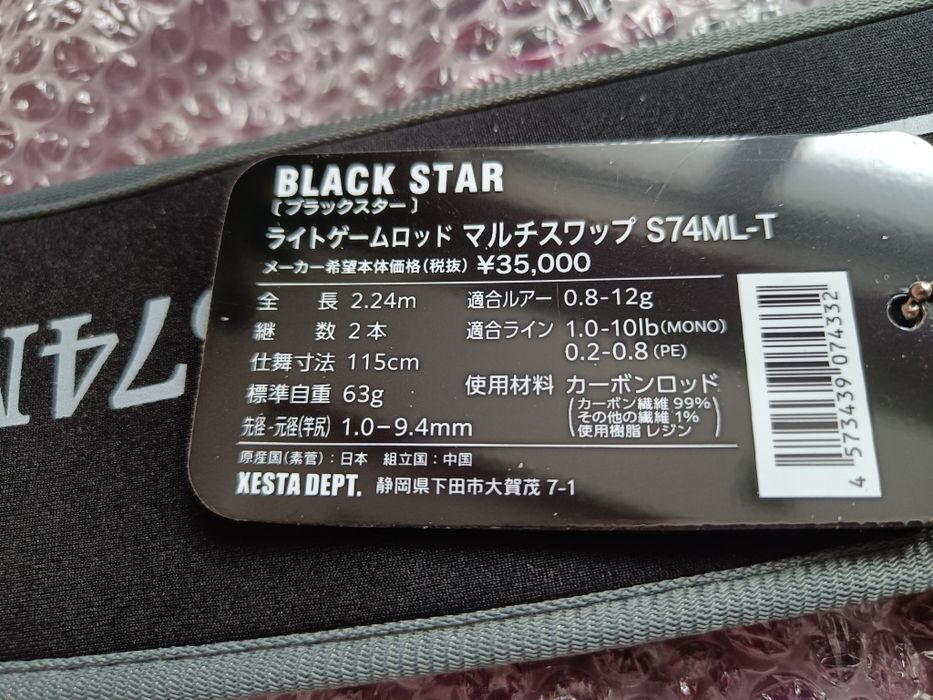 BLACK STAR
[ブラックスター]
ライトゲームロッド マルチスワップ S74ML-T
メーカー希望本体価格(税抜) ¥35,000
全 長 2.24m
継 数 2本
仕舞寸法 115cm
標準自重 63g
先径-元径(竿尻) 1.0-9.4mm
適合ルアー 0.8-12g
適合ライン 1.0-10lb(MONO)
0.2-0.8(PE)
使用材料 カーボンロッド
(カーボン繊維 99%
その他の繊維 1%
使用樹脂 レジン)
原産国(素管):日本 組立国:中国
XESTA DEPT. 静岡県下田市大賀茂 7-1
4 573439 074332
74M